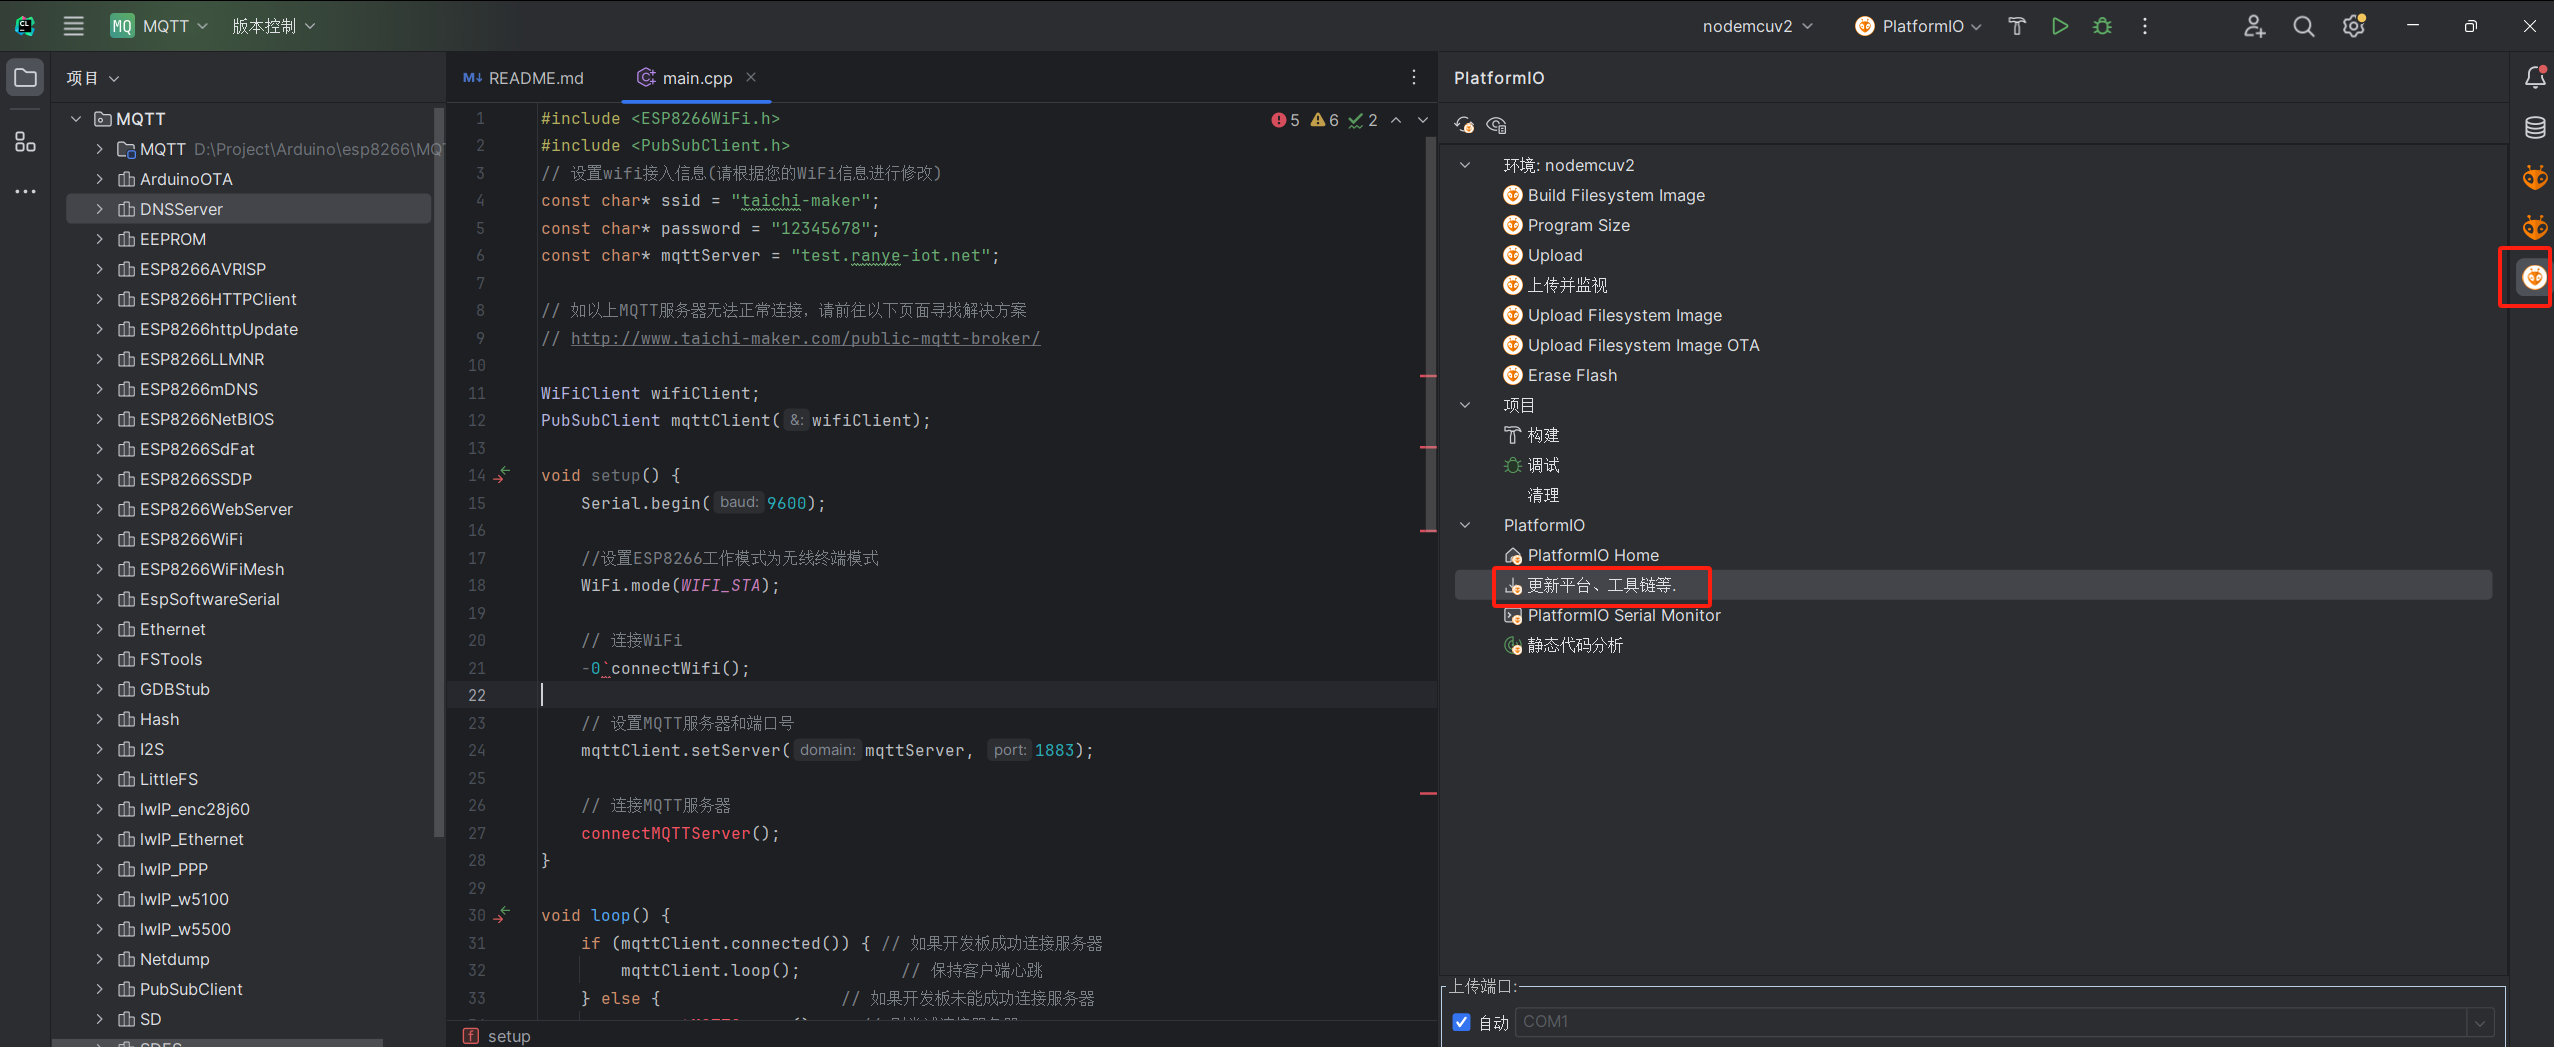 MQ MQTT 版本控制 nodemcuv2 PlatformIO
项目
MQTT
MQTT D:\Project\Arduino\esp8266\MQT
ArduinoOTA
DNSServer
EEPROM
ESP8266AVRISP
ESP8266HTTPClient
ESP8266httpUpdate
ESP8266LLMNR
ESP8266mDNS
ESP8266NetBIOS
ESP8266SdFat
ESP8266SSDP
ESP8266WebServer
ESP8266WiFi
ESP8266WiFiMesh
EspSoftwareSerial
Ethernet
FSTools
GDBStub
Hash
I2S
LittleFS
lwIP_enc28j60
lwIP_Ethernet
lwIP_PPP
lwIP_w5100
lwIP_w5500
Netdump
PubSubClient
SD
M↓ README.md main.cpp
5 6 2
1 #include <ESP8266WiFi.h>
2 #include <PubSubClient.h>
3 // 设置wifi接入信息(请根据您的WiFi信息进行修改)
4 const char* ssid = "taichi-maker";
5 const char* password = "12345678";
6 const char* mqttServer = "test.ranye-iot.net";
7
8 // 如以上MQTT服务器无法正常连接，请前往以下页面寻找解决方案
9 // http://www.taichi-maker.com/public-mqtt-broker/
10
11 WiFiClient wifiClient;
12 PubSubClient mqttClient( &: wifiClient);
13
14 void setup() {
15 Serial.begin( baud: 9600);
16
17 //设置ESP8266工作模式为无线终端模式
18 WiFi.mode(WIFI_STA);
19
20 // 连接WiFi
21 -0`connectWifi();
22
23 // 设置MQTT服务器和端口号
24 mqttClient.setServer( domain: mqttServer, port: 1883);
25
26 // 连接MQTT服务器
27 connectMQTTServer();
28 }
29
30 void loop() {
31 if (mqttClient.connected()) { // 如果开发板成功连接服务器
32 mqttClient.loop(); // 保持客户端心跳
33 } else { // 如果开发板未能成功连接服务器
f setup
PlatformIO
环境: nodemcuv2
Build Filesystem Image
Program Size
Upload
上传并监视
Upload Filesystem Image
Upload Filesystem Image OTA
Erase Flash
项目
构建
调试
清理
PlatformIO
PlatformIO Home
更新平台、工具链等.
PlatformIO Serial Monitor
静态代码分析
上传端口:
自动 COM1